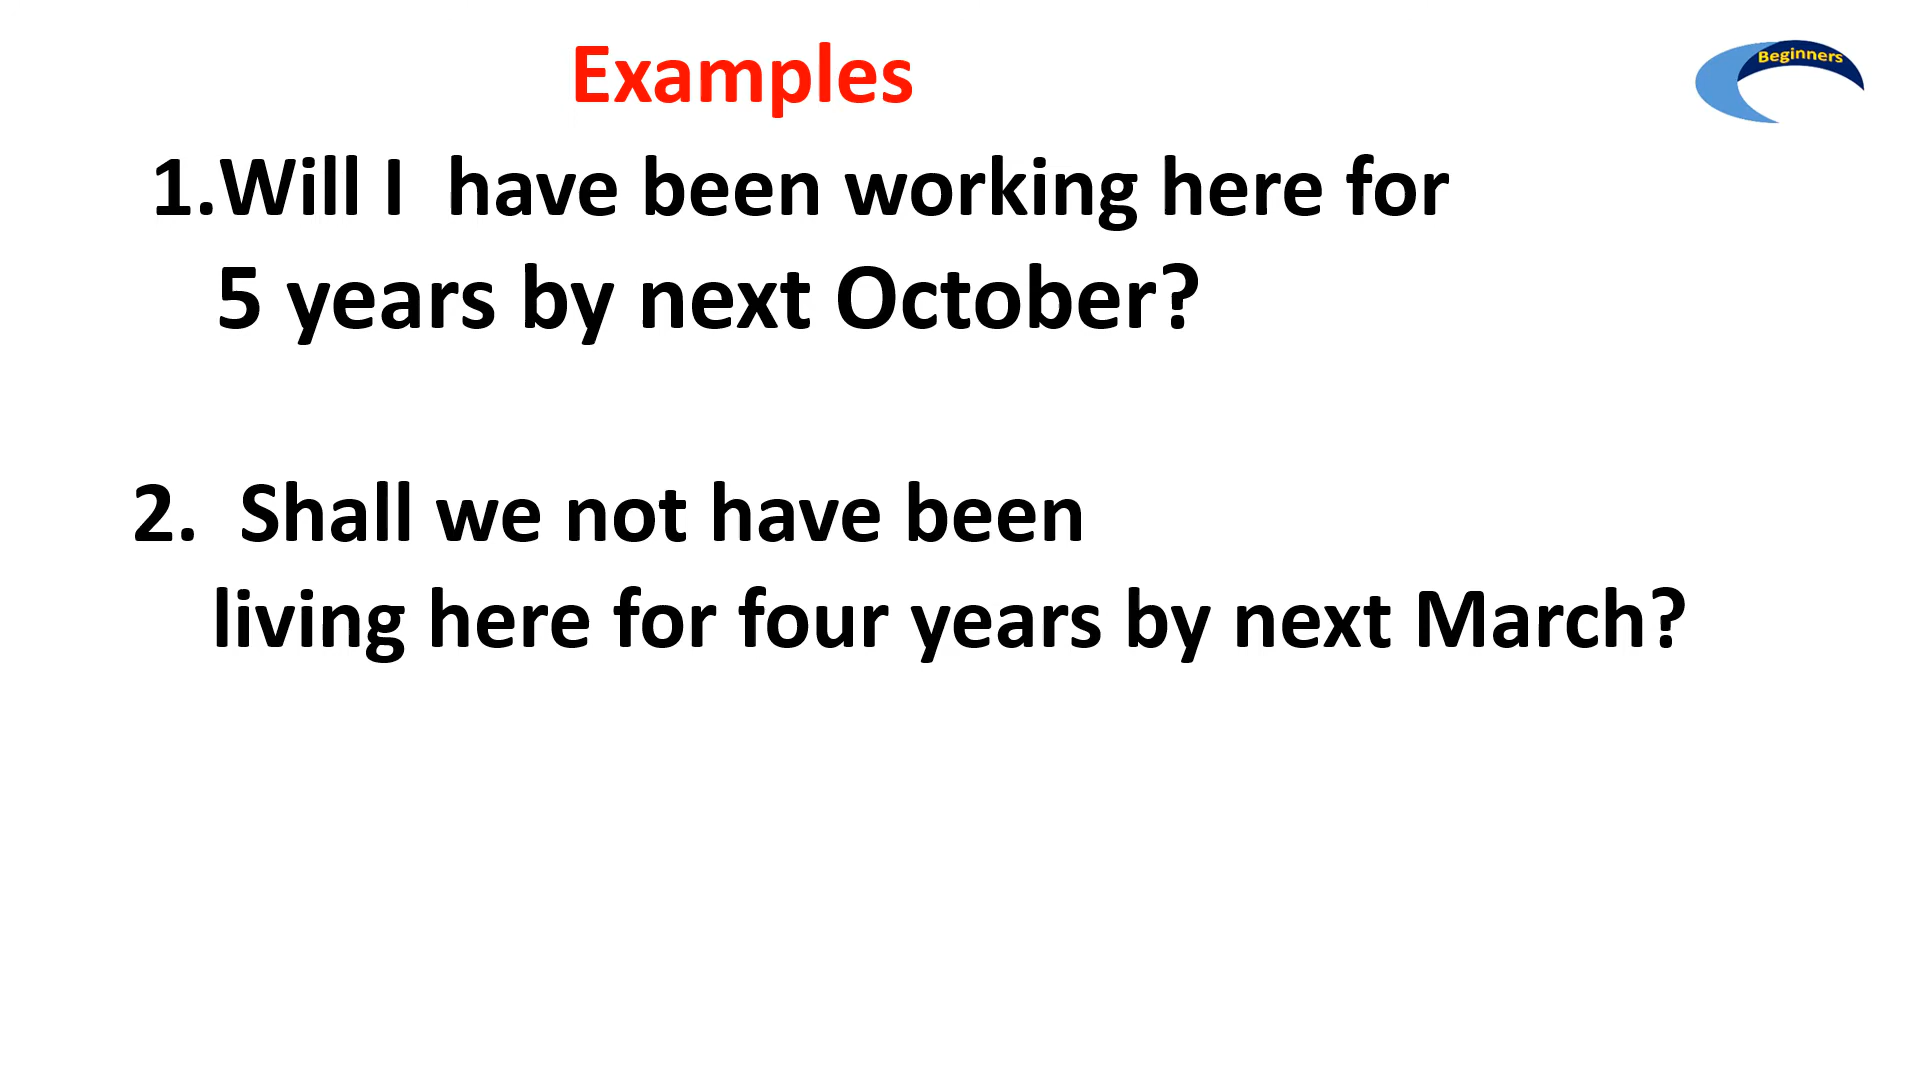 Examples
Beginners
1.Will I have been working here for
5 years by next October?
2. Shall we not have been
living here for four years by next March?